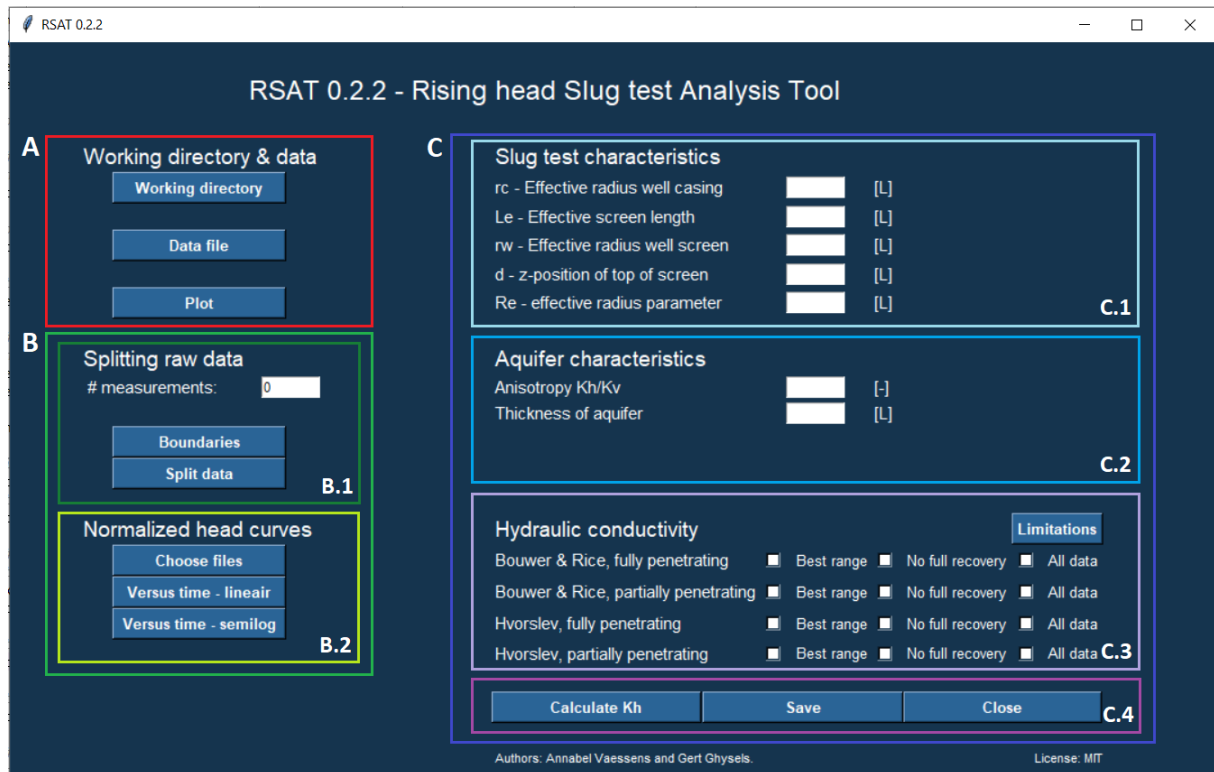 RSAT 0.2.2
RSAT 0.2.2 - Rising head Slug test Analysis Tool
A
Working directory & data
Working directory
Data file
Plot
B
Splitting raw data
# measurements: 0
Boundaries
Split data
B.1
Normalized head curves
Choose files
Versus time - lineair
Versus time - semilog
B.2
C
Slug test characteristics
rc - Effective radius well casing [L]
Le - Effective screen length [L]
rw - Effective radius well screen [L]
d - z-position of top of screen [L]
Re - effective radius parameter [L]
C.1
Aquifer characteristics
Anisotropy Kh/Kv [-]
Thickness of aquifer [L]
C.2
Hydraulic conductivity Limitations
Bouwer & Rice, fully penetrating Best range No full recovery All data
Bouwer & Rice, partially penetrating Best range No full recovery All data
Hvorslev, fully penetrating Best range No full recovery All data
Hvorslev, partially penetrating Best range No full recovery All data C.3
Calculate Kh Save Close C.4
Authors: Annabel Vaessens and Gert Ghysels. License: MIT